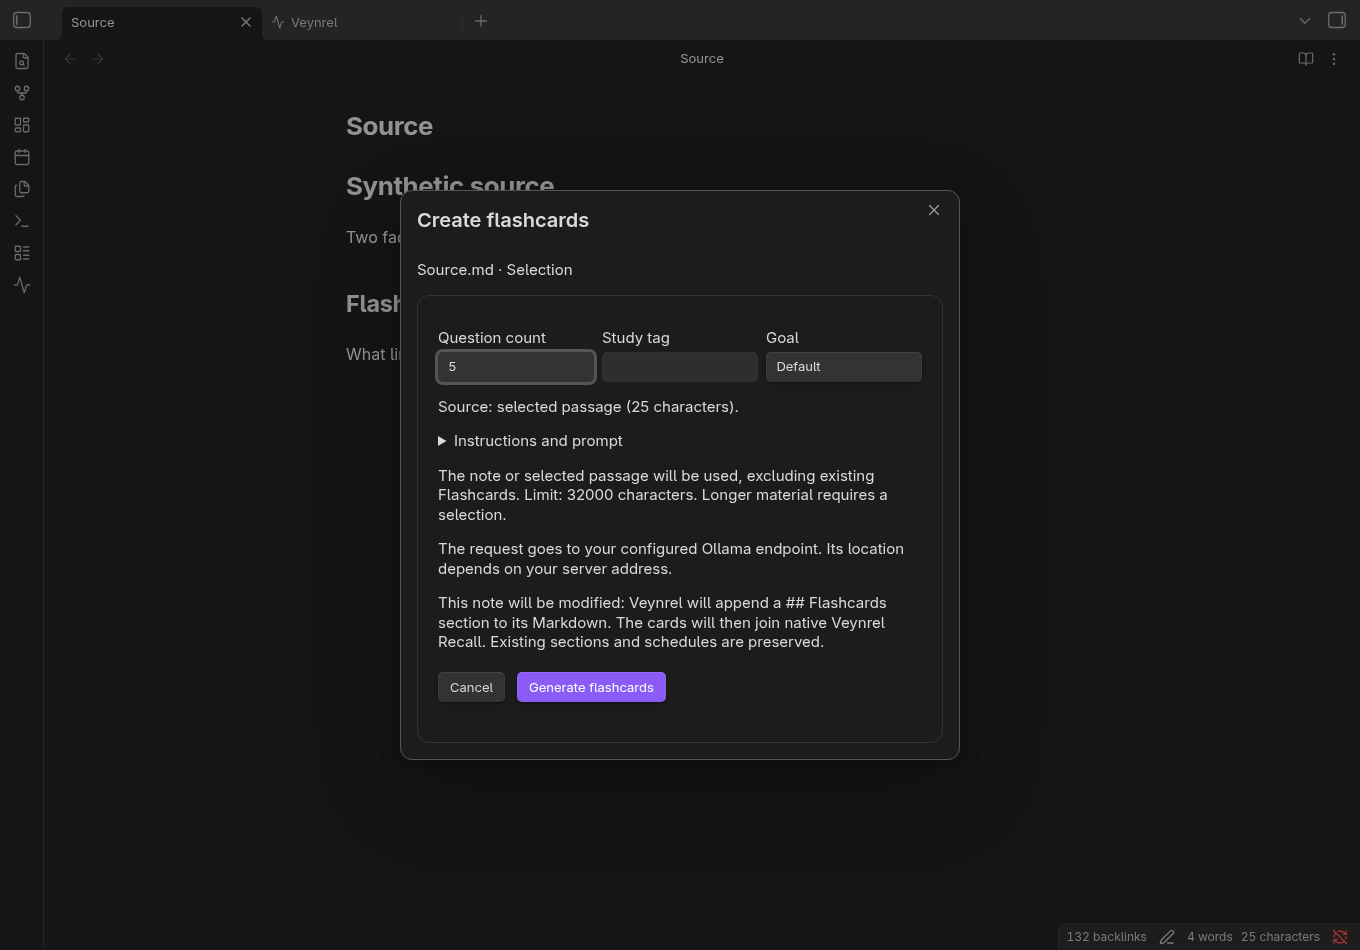 Source
Veynrel
Source
Source
Synthetic source
Two fac
Flash
What li
Create flashcards
Source.md · Selection
Question count
Study tag
Goal
5
Default
Source: selected passage (25 characters).
Instructions and prompt
The note or selected passage will be used, excluding existing
Flashcards. Limit: 32000 characters. Longer material requires a
selection.
The request goes to your configured Ollama endpoint. Its location
depends on your server address.
This note will be modified: Veynrel will append a ## Flashcards
section to its Markdown. The cards will then join native Veynrel
Recall. Existing sections and schedules are preserved.
Cancel
Generate flashcards
132 backlinks
4 words
25 characters